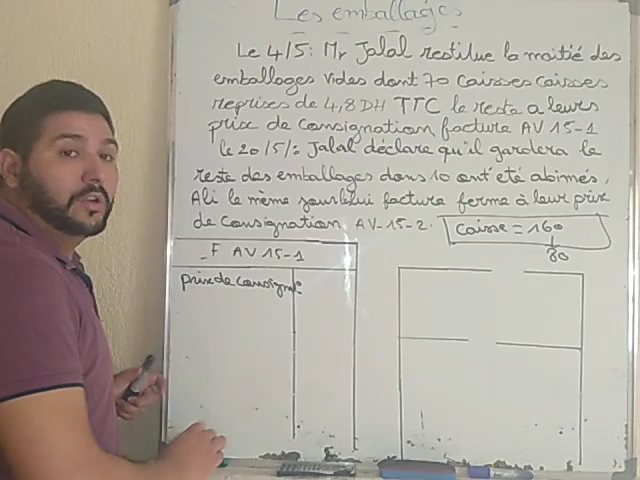 Les emballages
Le 4/5: Mr Jalal restitue la moitié des
emballages vides dont 70 caisses caisses
reprises de 4,8 DH TTC le reste a leurs
prix de consignation facture AV 15-1
le 20/5/: Jalal déclare qu'il gardera le
reste des emballages dons 10 ont été abimés,
Ali le même jour lui facture ferme à leur prix
de consignation AV-15-2.
Caisse = 160
80
F AV 15-1
prix de consign